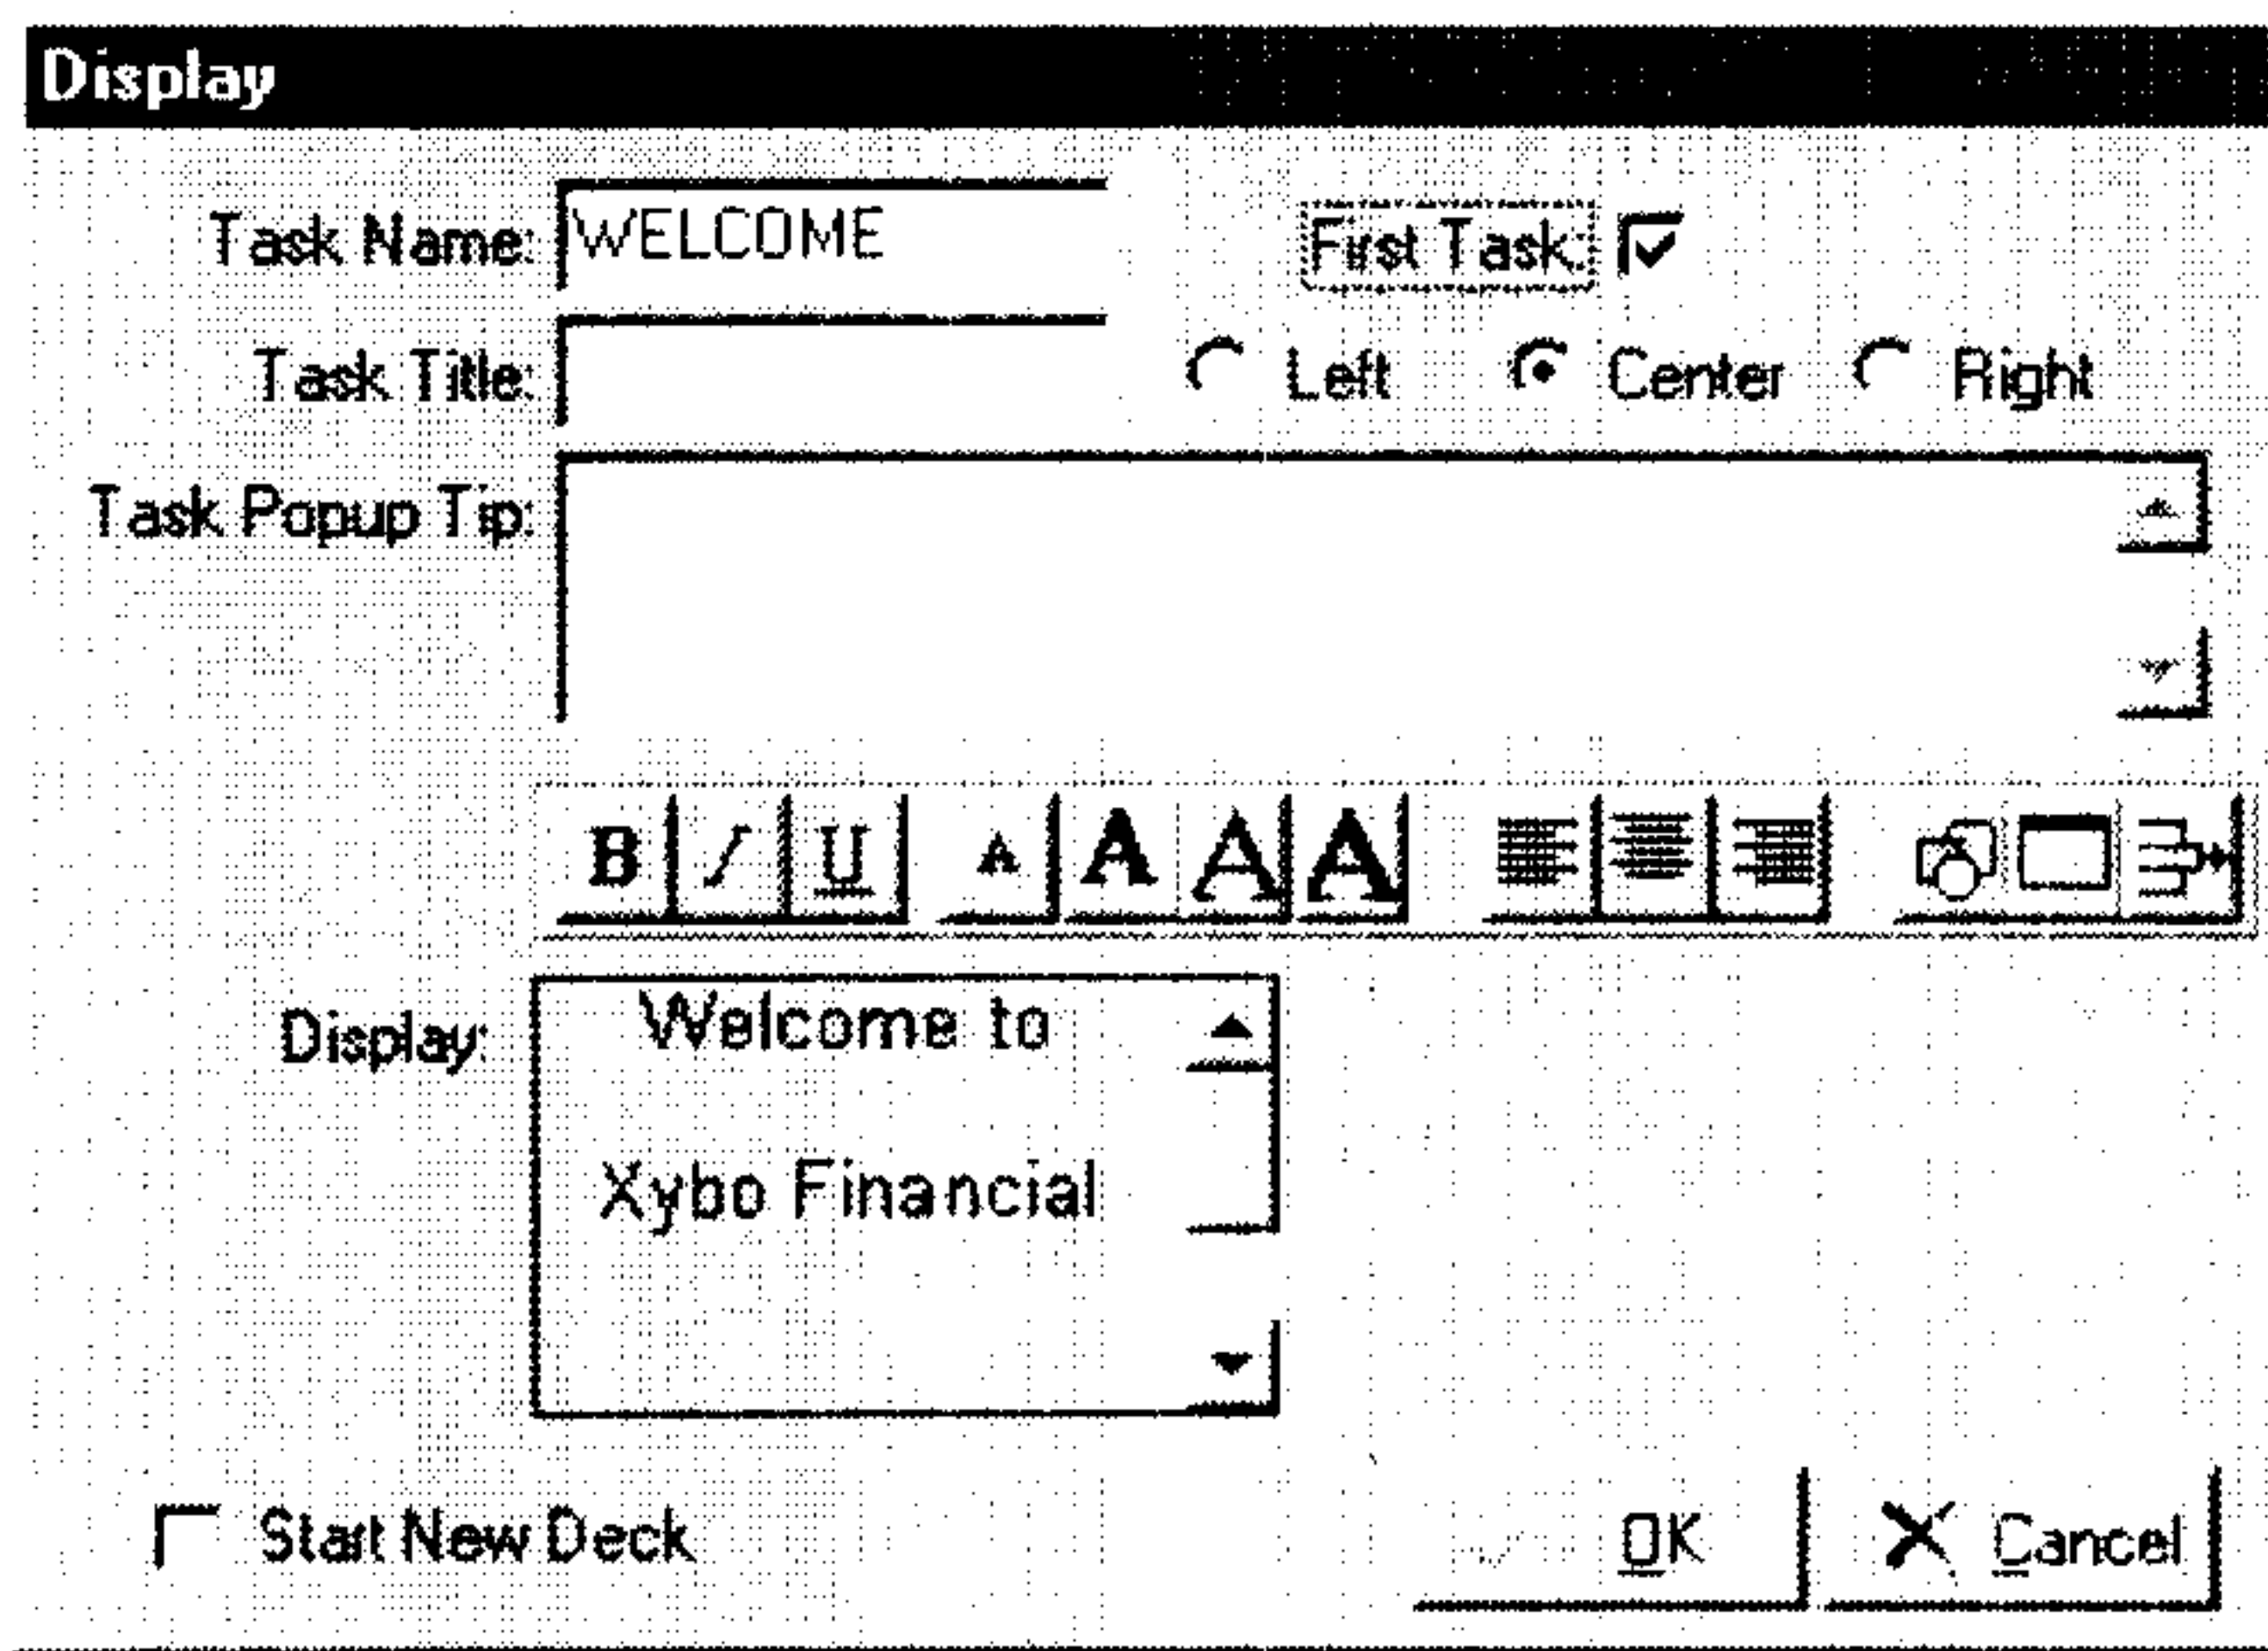 Display
Task Name: WELCOME First Task:
Task Title: Left Center Right
Task Popup Tip:
B I U A A A A
Display: Welcome to
Xybo Financial
Start New Deck OK Cancel